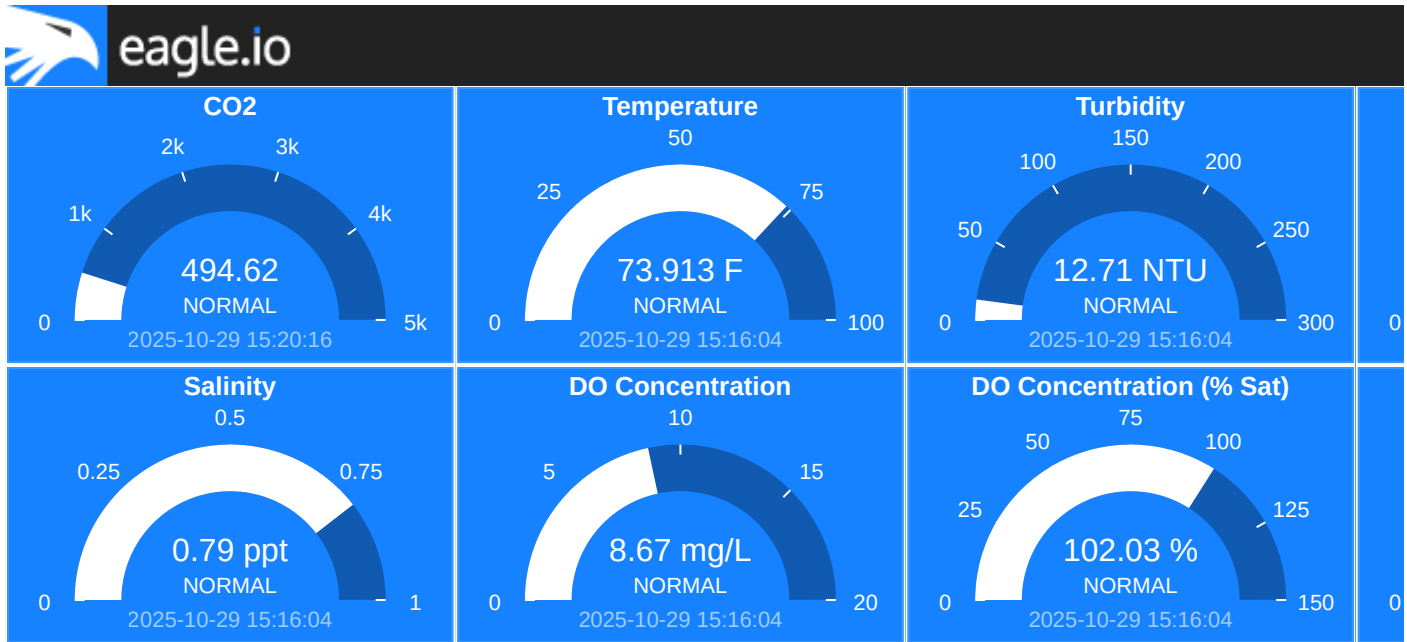 eagle.io
CO2
2k
3k
1k
4k
494.62
NORMAL
0
5k
2025-10-29 15:20:16
Temperature
50
25
75
73.913 F
NORMAL
0
100
2025-10-29 15:16:04
Turbidity
150
100
200
50
250
12.71 NTU
NORMAL
0
300
2025-10-29 15:16:04
0
Salinity
0.5
0.25
0.75
0.79 ppt
NORMAL
0
1
2025-10-29 15:16:04
DO Concentration
10
5
15
8.67 mg/L
NORMAL
0
20
2025-10-29 15:16:04
DO Concentration (% Sat)
75
50
100
25
125
102.03 %
NORMAL
0
150
2025-10-29 15:16:04
0